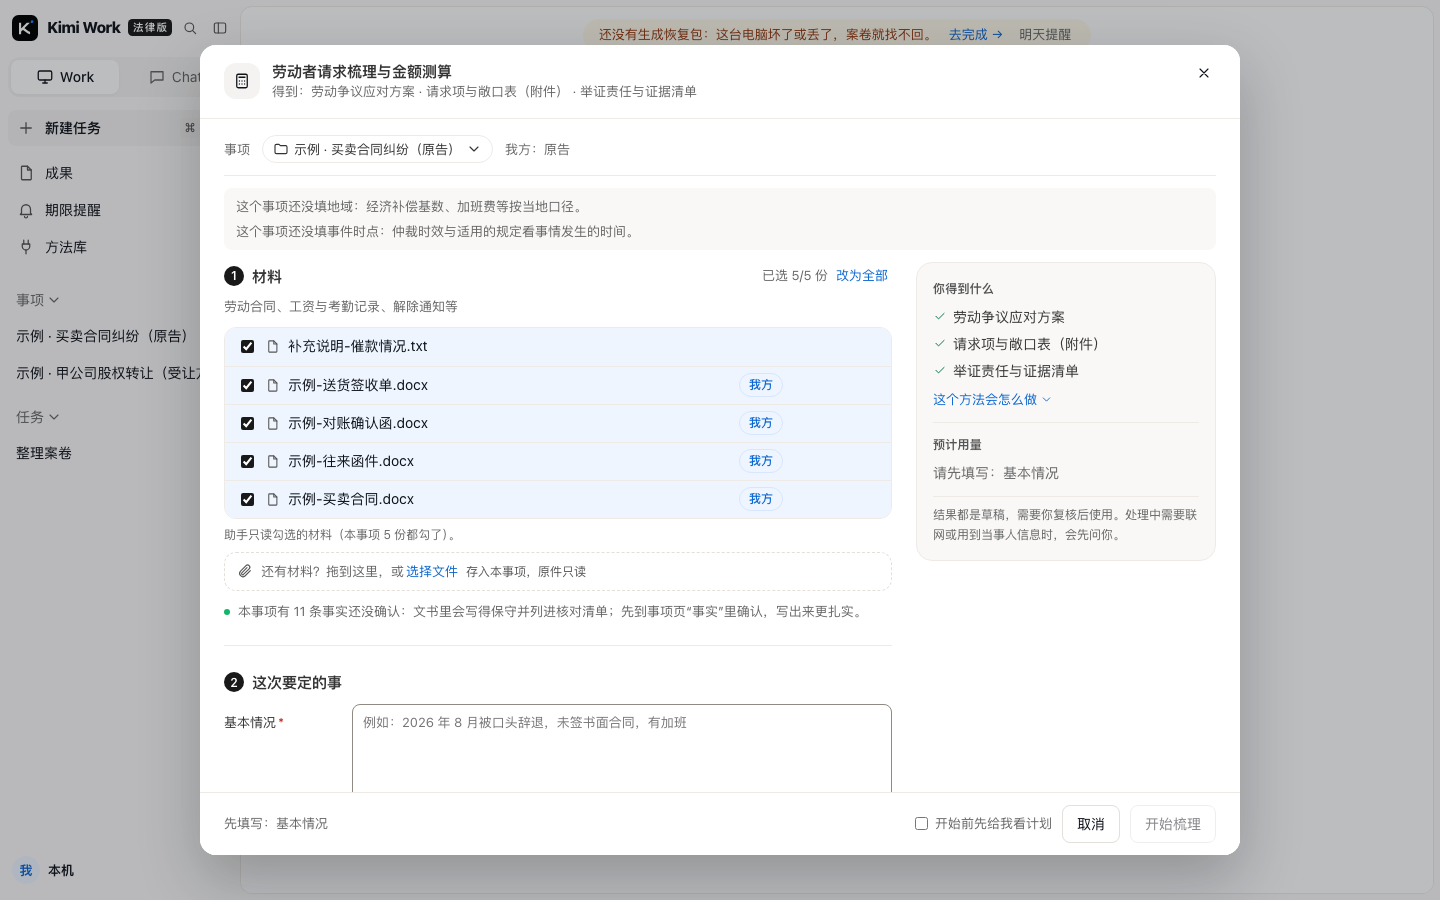 Kimi Work 法律版
还没有生成恢复包：这台电脑坏了或丢了，案卷就找不回。 去完成 → 明天提醒
Work
Chat
新建任务 ⌘
成果
期限提醒
方法库
事项
示例 · 买卖合同纠纷（原告）
示例 · 甲公司股权转让（受让
任务
整理案卷
我 本机
劳动者请求梳理与金额测算
得到：劳动争议应对方案 · 请求项与敞口表（附件） · 举证责任与证据清单
事项 示例 · 买卖合同纠纷（原告） 我方：原告
这个事项还没填地域：经济补偿基数、加班费等按当地口径。
这个事项还没填事件时点：仲裁时效与适用的规定看事情发生的时间。
1 材料 已选 5/5 份 改为全部
劳动合同、工资与考勤记录、解除通知等
补充说明-催款情况.txt
示例-送货签收单.docx 我方
示例-对账确认函.docx 我方
示例-往来函件.docx 我方
示例-买卖合同.docx 我方
助手只读勾选的材料（本事项 5 份都勾了）。
还有材料？拖到这里，或 选择文件 存入本事项，原件只读
本事项有 11 条事实还没确认：文书里会写得保守并列进核对清单；先到事项页“事实”里确认，写出来更扎实。
2 这次要定的事
基本情况 *
例如：2026 年 8 月被口头辞退，未签书面合同，有加班
你得到什么
劳动争议应对方案
请求项与敞口表（附件）
举证责任与证据清单
这个方法会怎么做
预计用量
请先填写：基本情况
结果都是草稿，需要你复核后使用。处理中需要联
网或用到当事人信息时，会先问你。
先填写：基本情况
开始前先给我看计划 取消 开始梳理